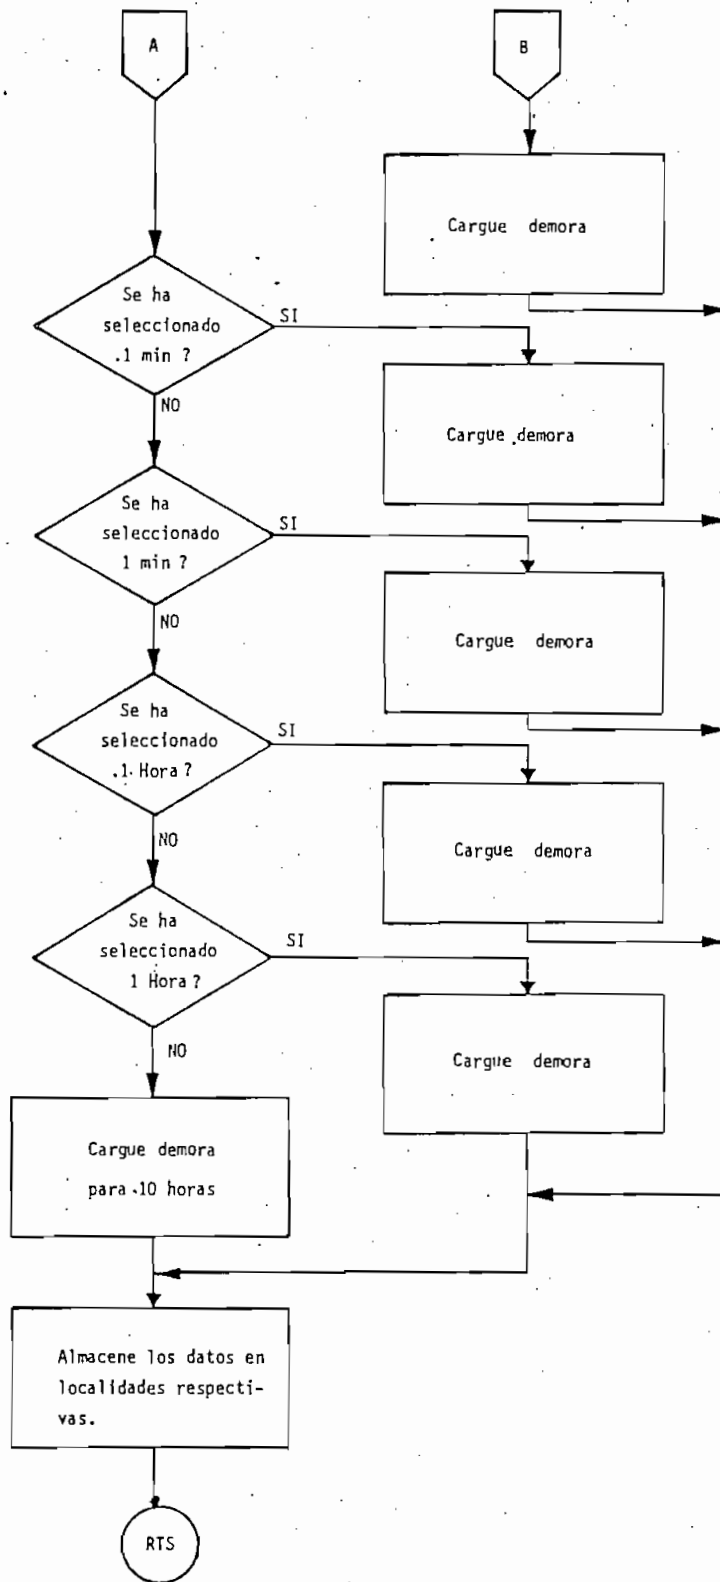 A
B
Cargue demora
Se ha
seleccionado
.1 min ?
SI
NO
Cargue demora
Se ha
seleccionado
1 min ?
SI
NO
Cargue demora
Se ha
seleccionado
.1 Hora ?
SI
NO
Cargue demora
Se ha
seleccionado
1 Hora ?
SI
NO
Cargue demora
Cargue demora
para 10 horas
Almacene los datos en
localidades respecti-
vas.
RTS